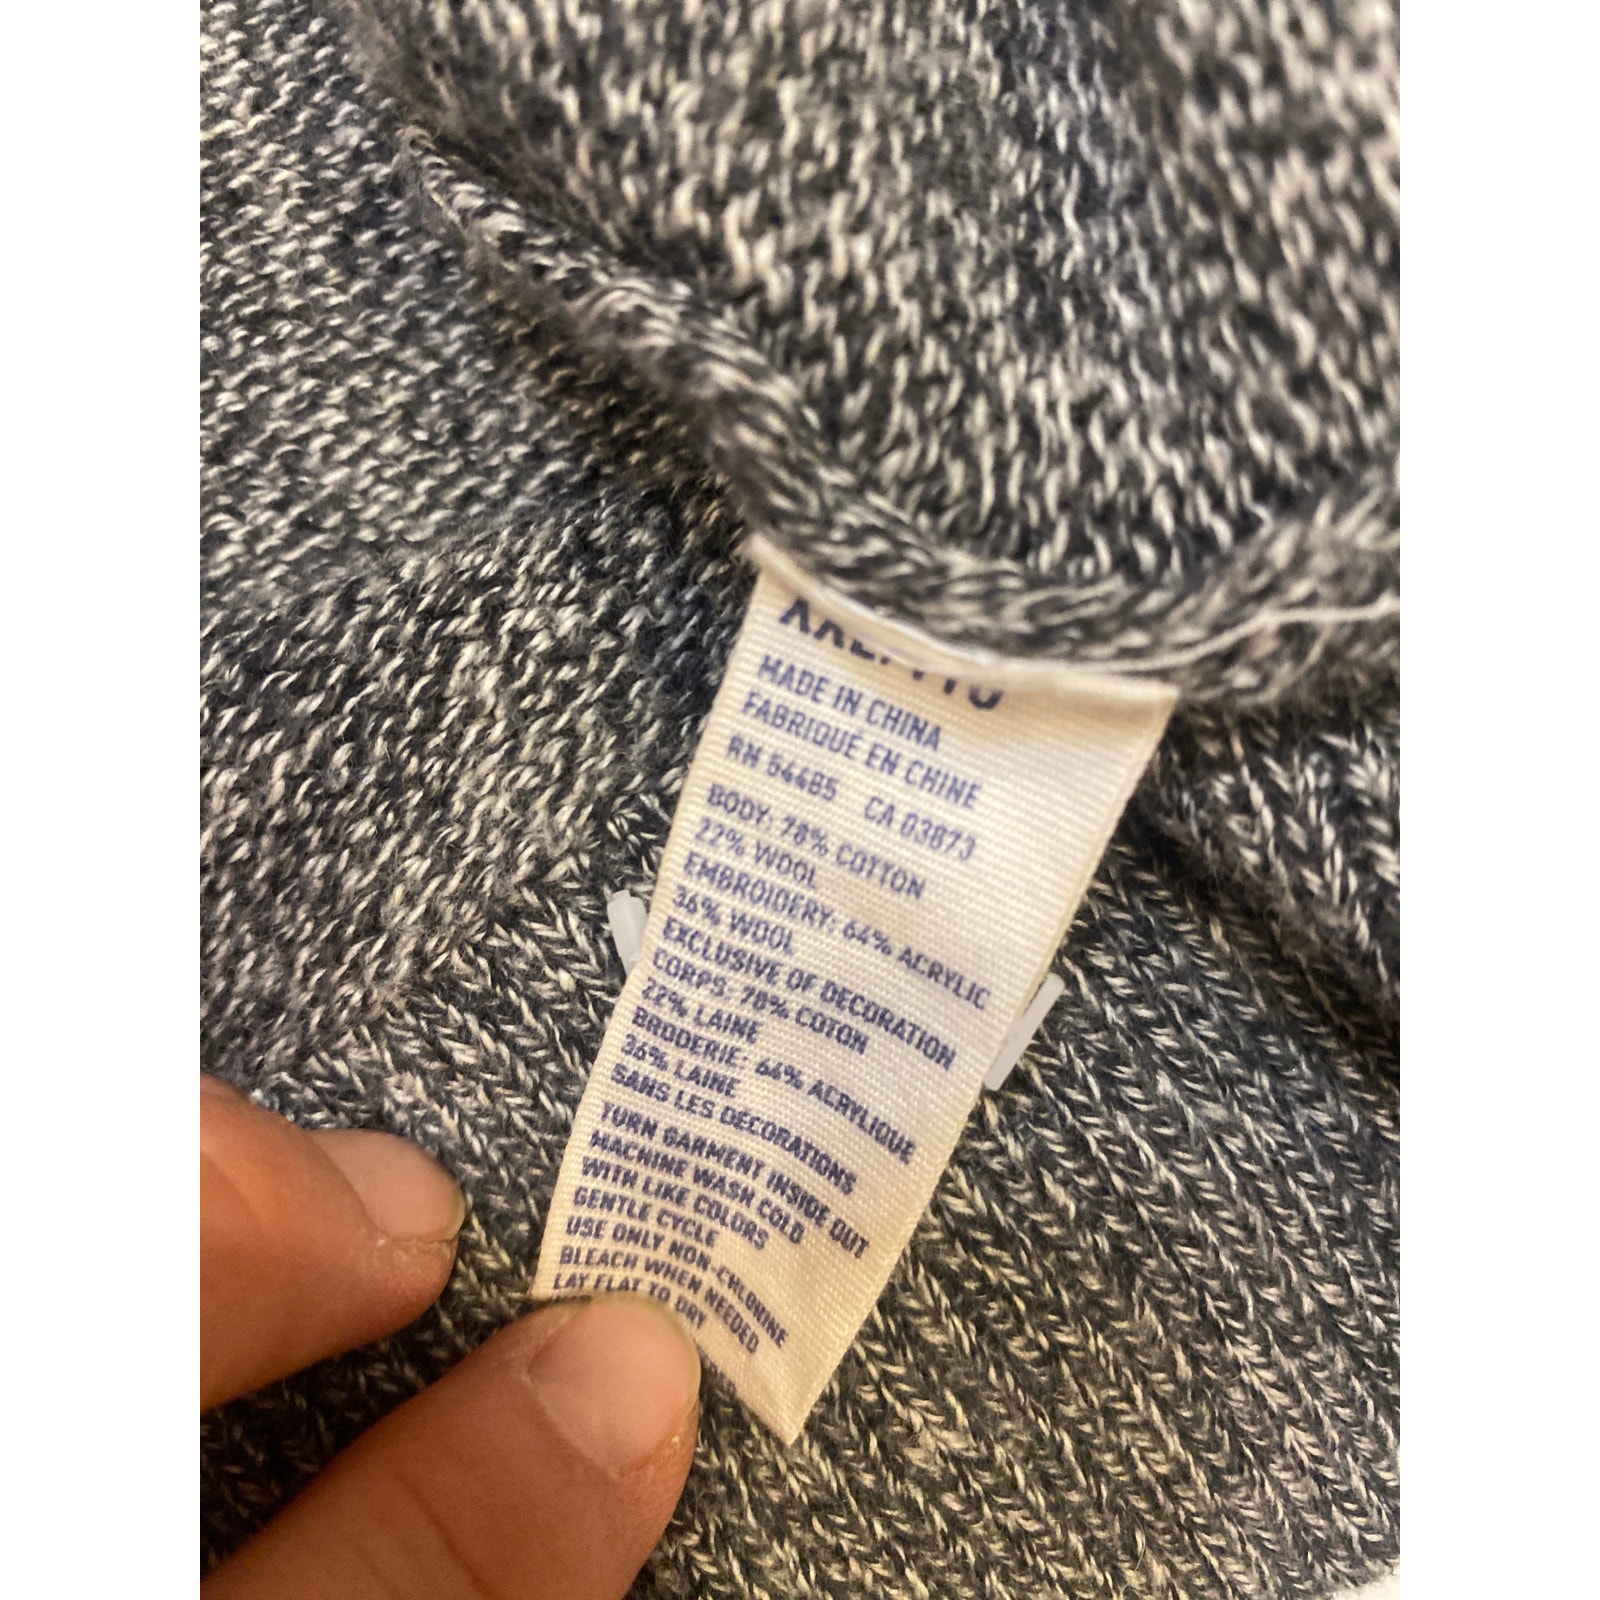 MADE IN CHINA
FABRIQUÉ EN CHINE
RN 54485 CA 03873
BODY: 78% COTTON
22% WOOL
EMBROIDERY: 64% ACRYLIC
36% WOOL
EXCLUSIVE OF DECORATION
CORPS: 78% COTON
22% LAINE
BRODERIE: 64% ACRYLIQUE
36% LAINE
SANS LES DÉCORATIONS
TURN GARMENT INSIDE OUT
MACHINE WASH COLD
WITH LIKE COLORS
GENTLE CYCLE
USE ONLY NON-CHLORINE
BLEACH WHEN NEEDED
LAY FLAT TO DRY